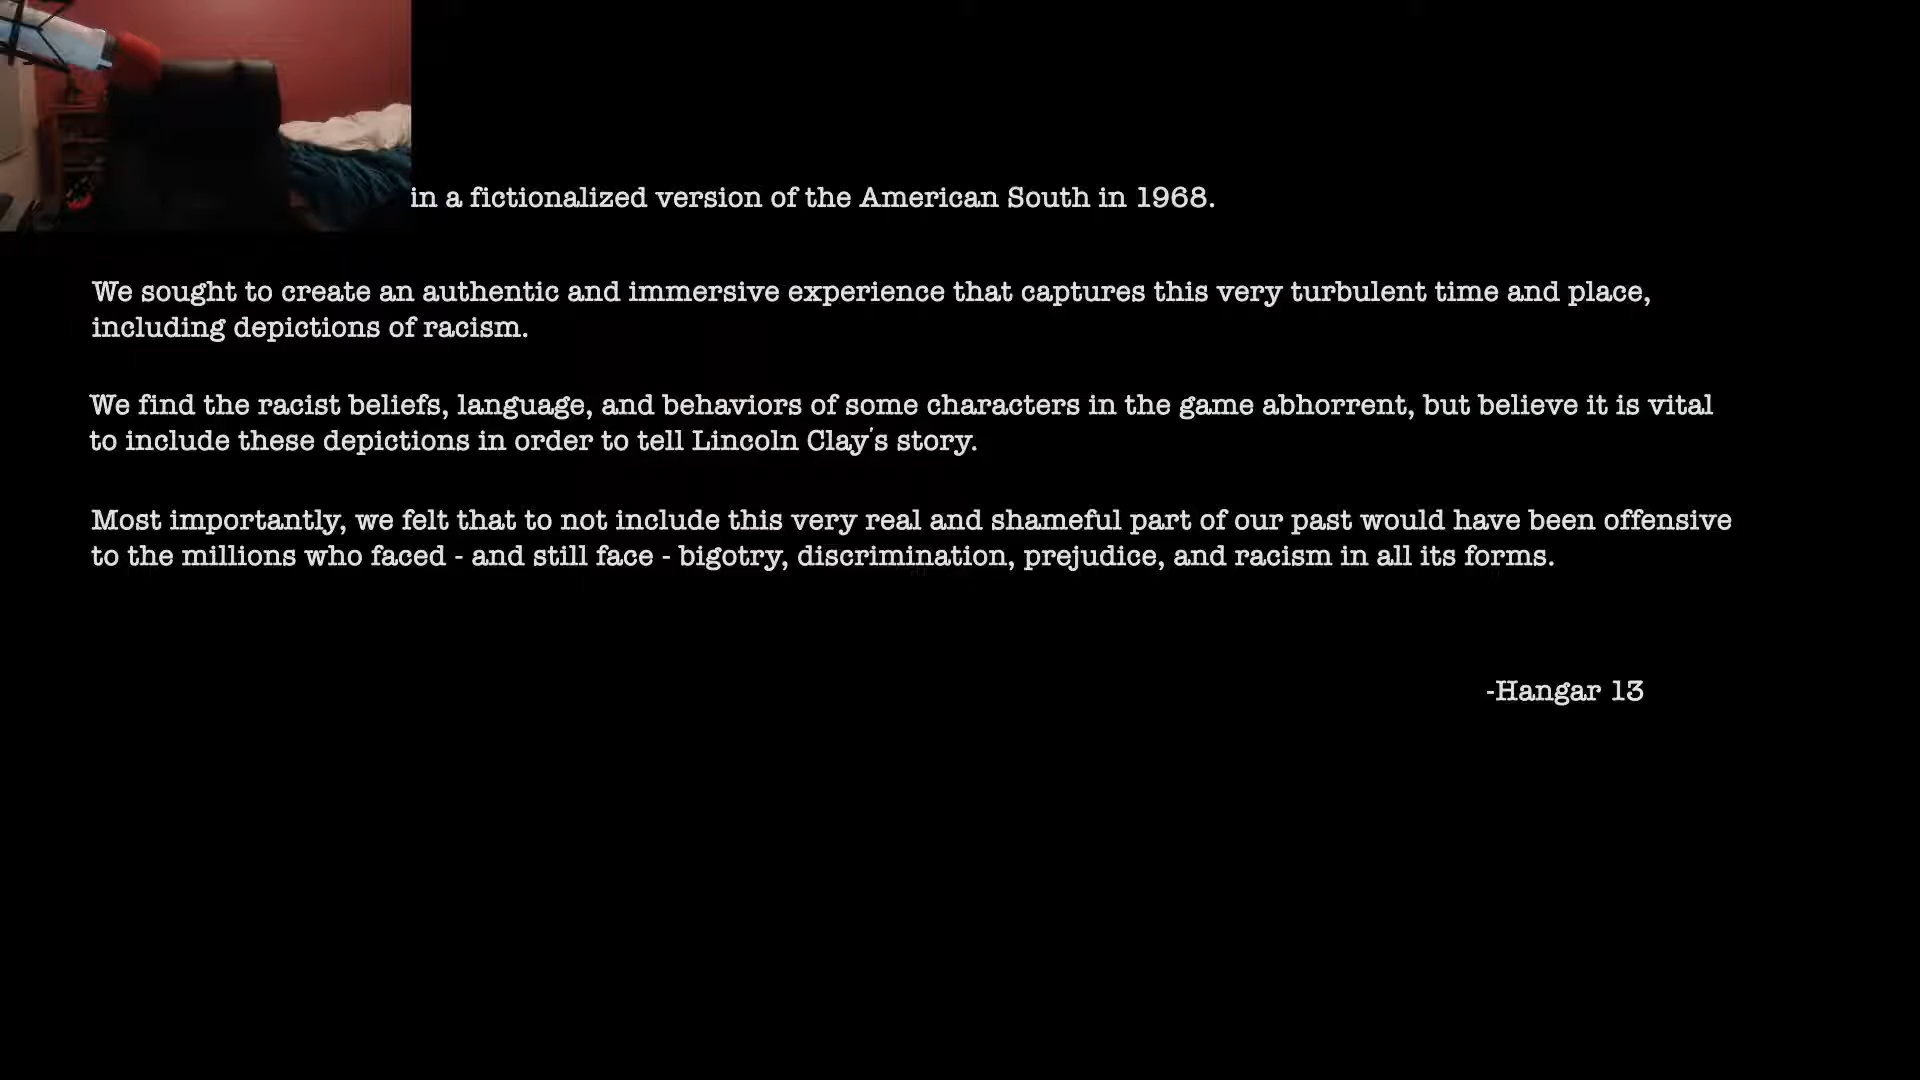 in a fictionalized version of the American South in 1968.
We sought to create an authentic and immersive experience that captures this very turbulent time and place,
including depictions of racism.
We find the racist beliefs, language, and behaviors of some characters in the game abhorrent, but believe it is vital
to include these depictions in order to tell Lincoln Clay's story.
Most importantly, we felt that to not include this very real and shameful part of our past would have been offensive
to the millions who faced - and still face - bigotry, discrimination, prejudice, and racism in all its forms.
-Hangar 13